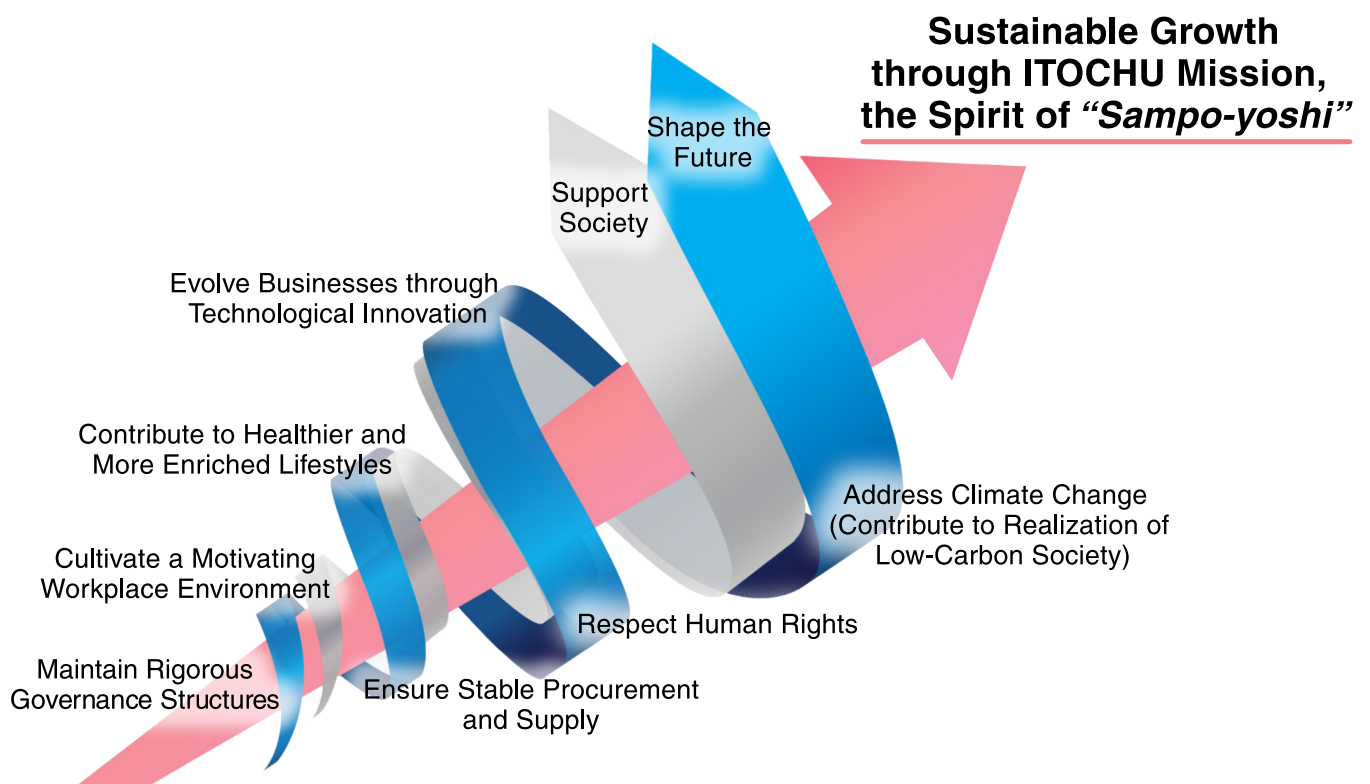 Sustainable Growth
through ITOCHU Mission,
the Spirit of “Sampo-yoshi”
Shape the
Future
Support
Society
Evolve Businesses through
Technological Innovation
Contribute to Healthier and
More Enriched Lifestyles
Address Climate Change
(Contribute to Realization of
Low-Carbon Society)
Cultivate a Motivating
Workplace Environment
Respect Human Rights
Maintain Rigorous
Governance Structures
Ensure Stable Procurement
and Supply